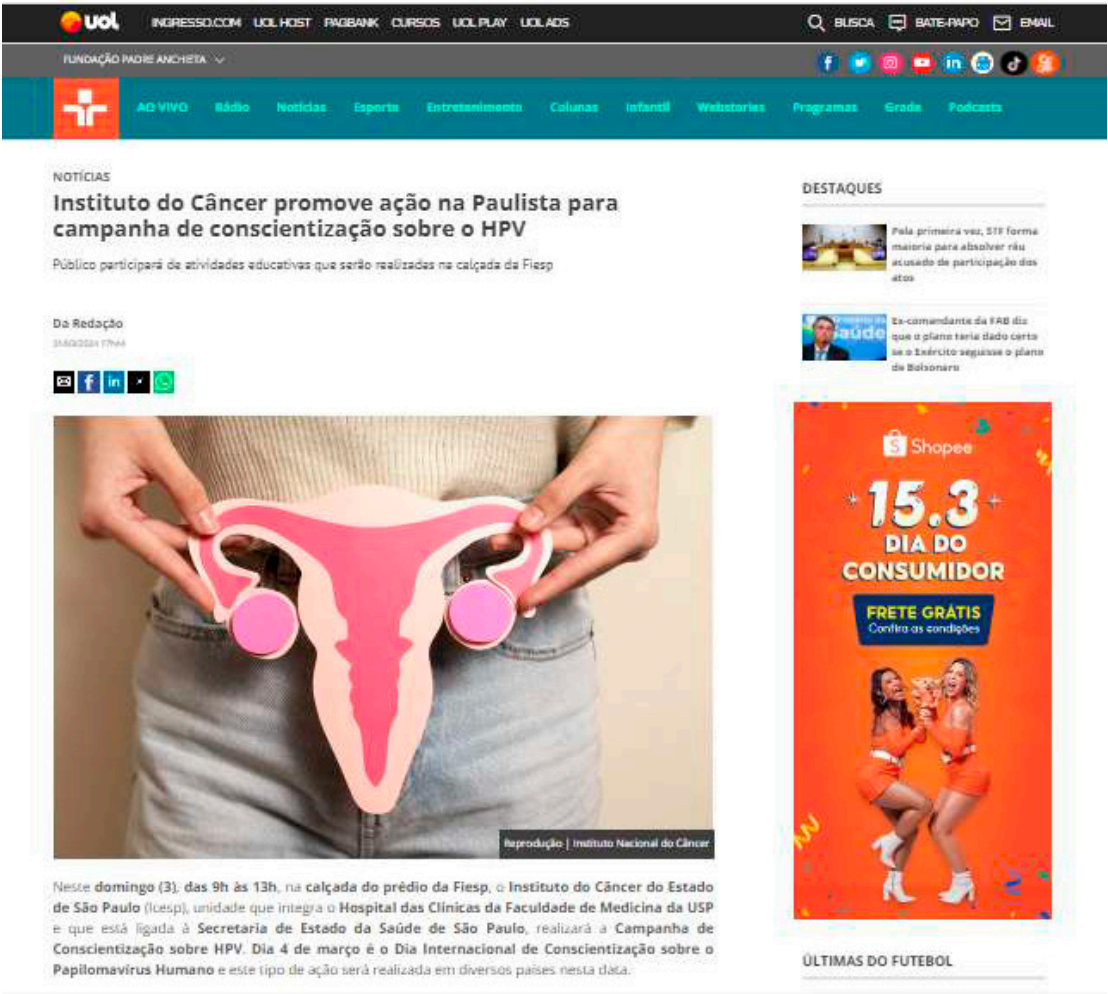 uol INGRESSO.COM UOL HOST PAGBANK CURSOS UOL PLAY UOL ADS BUSCA BATE-PAPO EMAIL
FUNDAÇÃO PADRE ANCHIETA
AO VIVO Rádio Notícias Esporte Entretenimento Colunas Infantil Webstories Programas Grade Podcasts
NOTÍCIAS
Instituto do Câncer promove ação na Paulista para
campanha de conscientização sobre o HPV
Público participará de atividades educativas que serão realizadas na calçada da Fiesp
Da Redação
Reprodução | Instituto Nacional do Câncer
Neste domingo (3), das 9h às 13h, na calçada do prédio da Fiesp, o Instituto do Câncer do Estado
de São Paulo (Icesp), unidade que integra o Hospital das Clínicas da Faculdade de Medicina da USP
e que está ligada à Secretaria de Estado da Saúde de São Paulo, realizará a Campanha de
Conscientização sobre HPV. Dia 4 de março é o Dia Internacional de Conscientização sobre o
Papilomavírus Humano e este tipo de ação será realizada em diversos países nesta data.
DESTAQUES
Pela primeira vez, STF forma
maioria para absolver réu
acusado de participação dos
atos
Ex-comandante da FAB diz
que o plano teria dado certo
se o Exército seguisse o plano
de Bolsonaro
aúde
Shopee
15.3
DIA DO
CONSUMIDOR
FRETE GRÁTIS
Confira as condições
ÚLTIMAS DO FUTEBOL